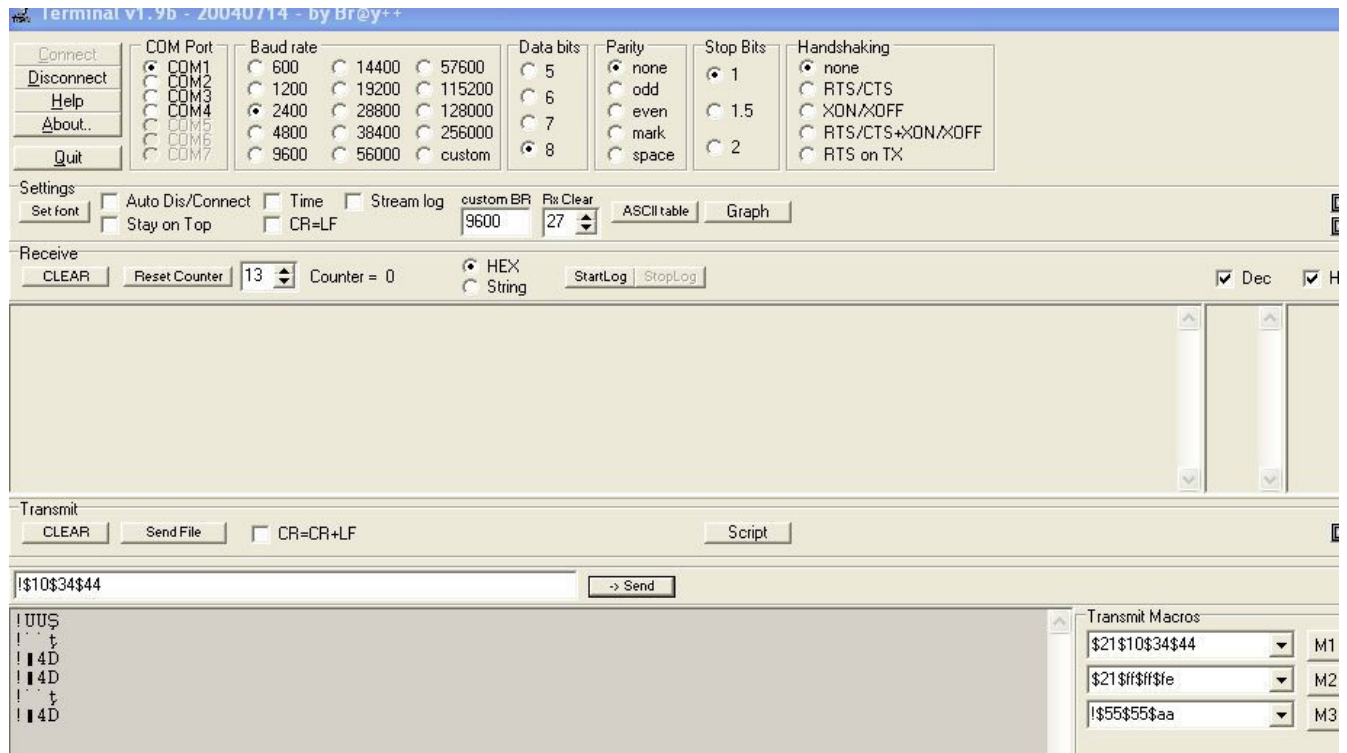 Terminal v1.9b - 20040714 - by Br@y++
Connect
Disconnect
Help
About..
Quit
COM Port
COM1
COM2
COM3
COM4
COM5
COM6
COM7
Baud rate
600 14400 57600
1200 19200 115200
2400 28800 128000
4800 38400 256000
9600 56000 custom
Data bits
5
6
7
8
Parity
none
odd
even
mark
space
Stop Bits
1
1.5
2
Handshaking
none
RTS/CTS
XON/XOFF
RTS/CTS+XON/XOFF
RTS on TX
Settings
Set font
Auto Dis/Connect Time Stream log
Stay on Top CR=LF
custom BR Rx Clear
9600 27
ASCII table Graph
Receive
CLEAR Reset Counter 13 Counter = 0
HEX
String
StartLog StopLog
Dec H
Transmit
CLEAR Send File CR=CR+LF Script
!$10$34$44 -> Send
!UUŞ
!˙˙ţ
!▮4D
!▮4D
!˙˙ţ
!▮4D
Transmit Macros
$21$10$34$44 M1
$21$ff$ff$fe M2
!$55$55$aa M3